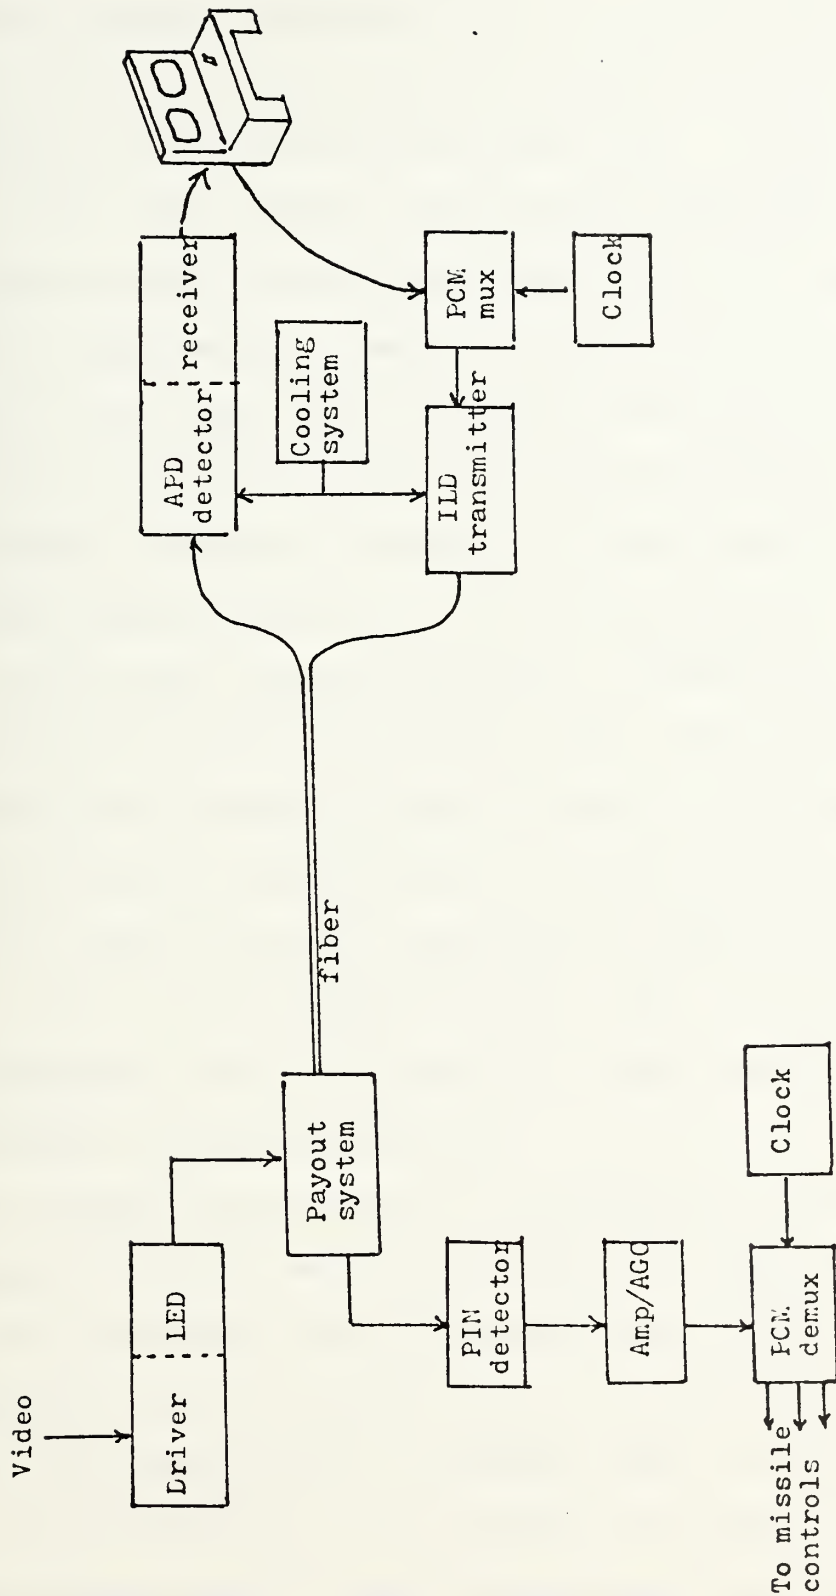 Video
Driver
LED
Payout
system
fiber
PIN
detector
Amp/AGC
PCM
demux
Clock
To missile
controls
APD
detector
receiver
Cooling
system
ILD
transmitter
PCM
mux
Clock